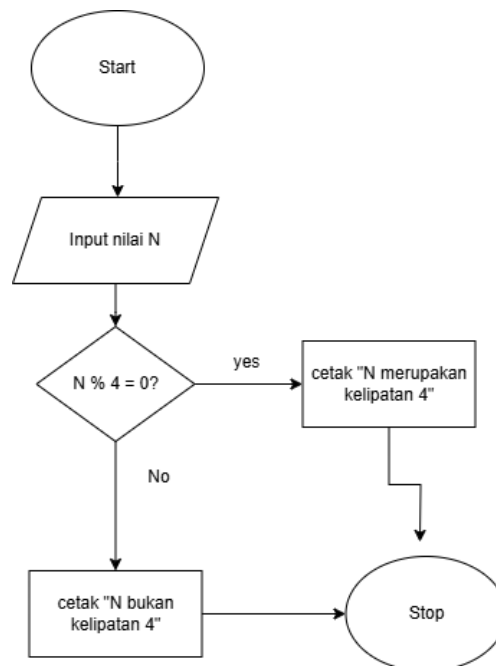 Start
Input nilai N
N % 4 = 0?
yes
cetak "N merupakan
kelipatan 4"
No
cetak "N bukan
kelipatan 4"
Stop